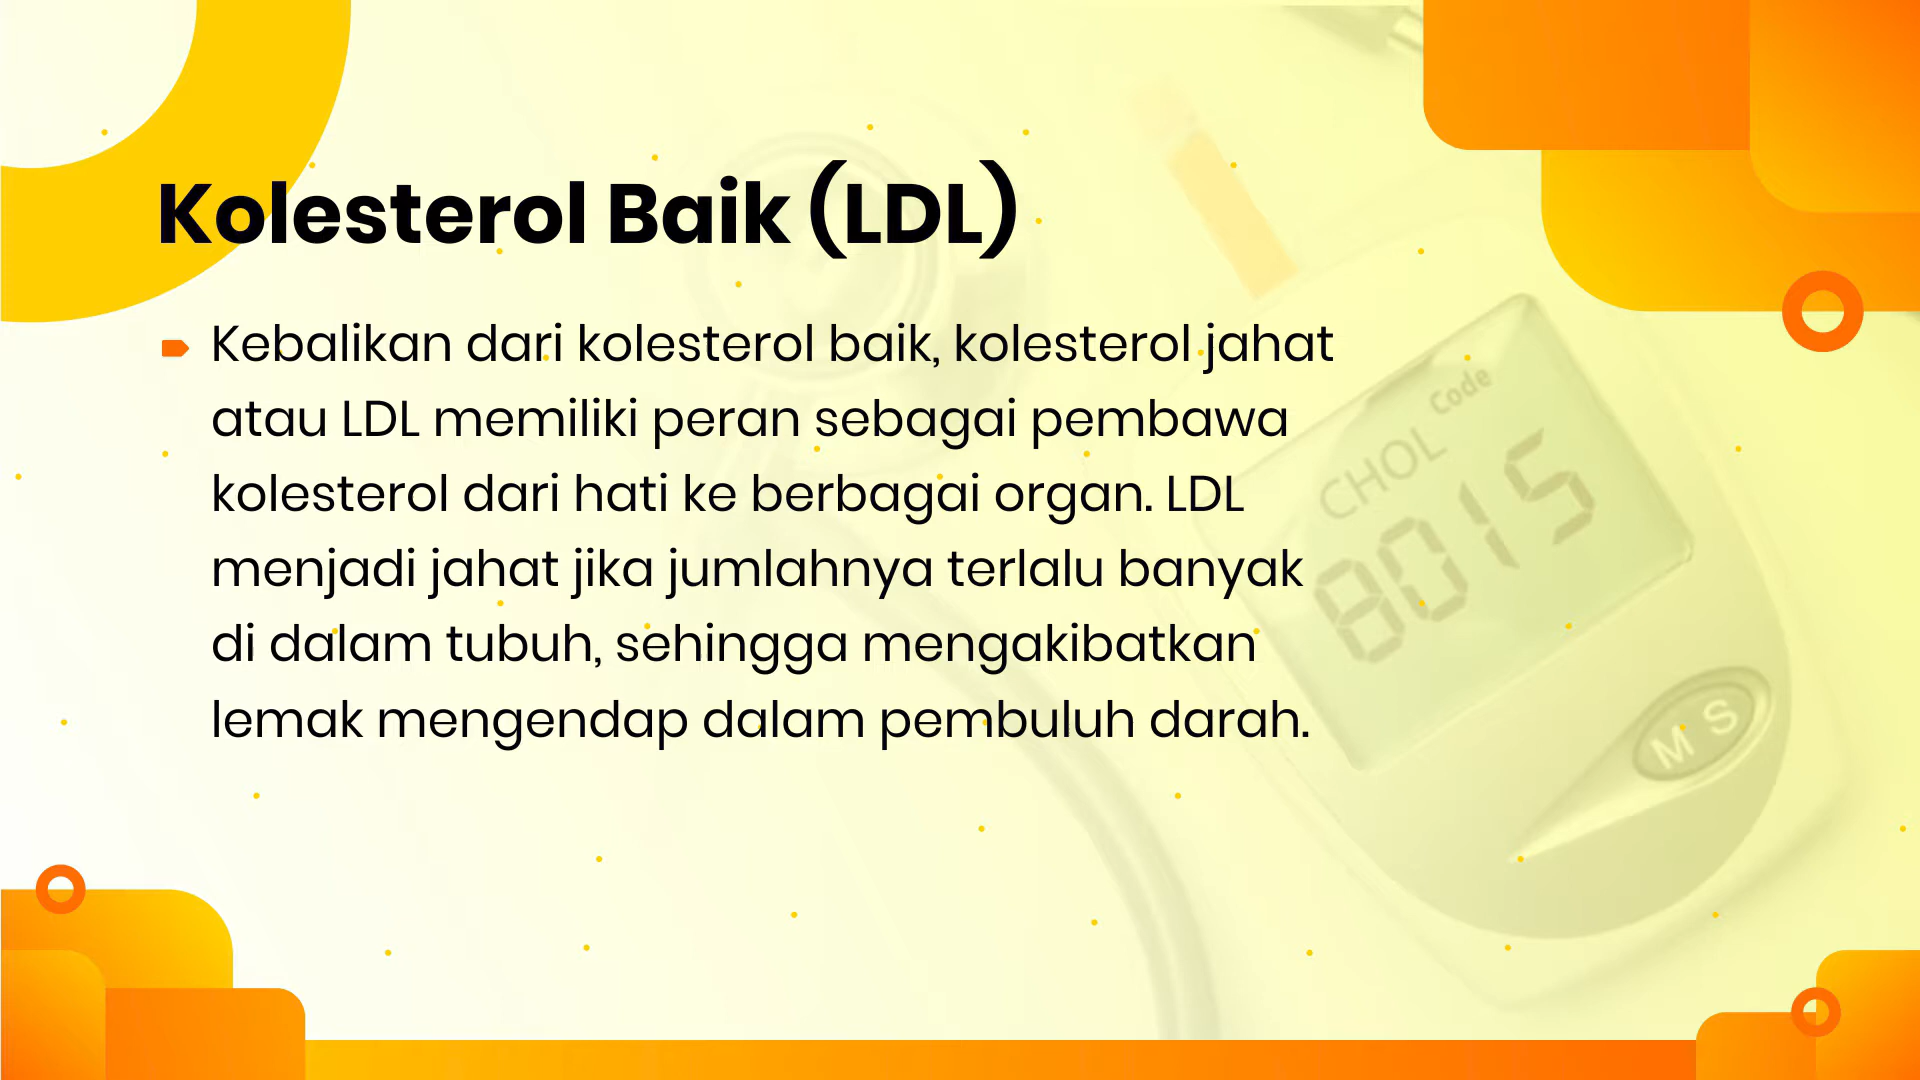 Kolesterol Baik (LDL)
Kebalikan dari kolesterol baik, kolesterol jahat
atau LDL memiliki peran sebagai pembawa
kolesterol dari hati ke berbagai organ. LDL
menjadi jahat jika jumlahnya terlalu banyak
di dalam tubuh, sehingga mengakibatkan
lemak mengendap dalam pembuluh darah.
CHOL Code
8015
M S